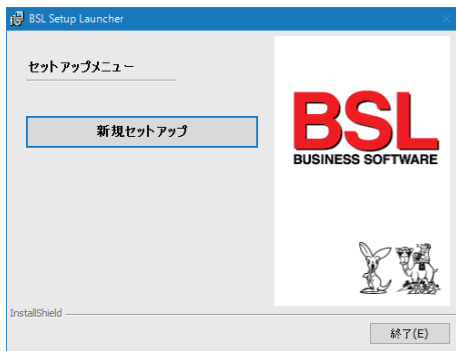 BSL Setup Launcher
セットアップメニュー
新規セットアップ
BSL
BUSINESS SOFTWARE
InstallShield
終了(E)